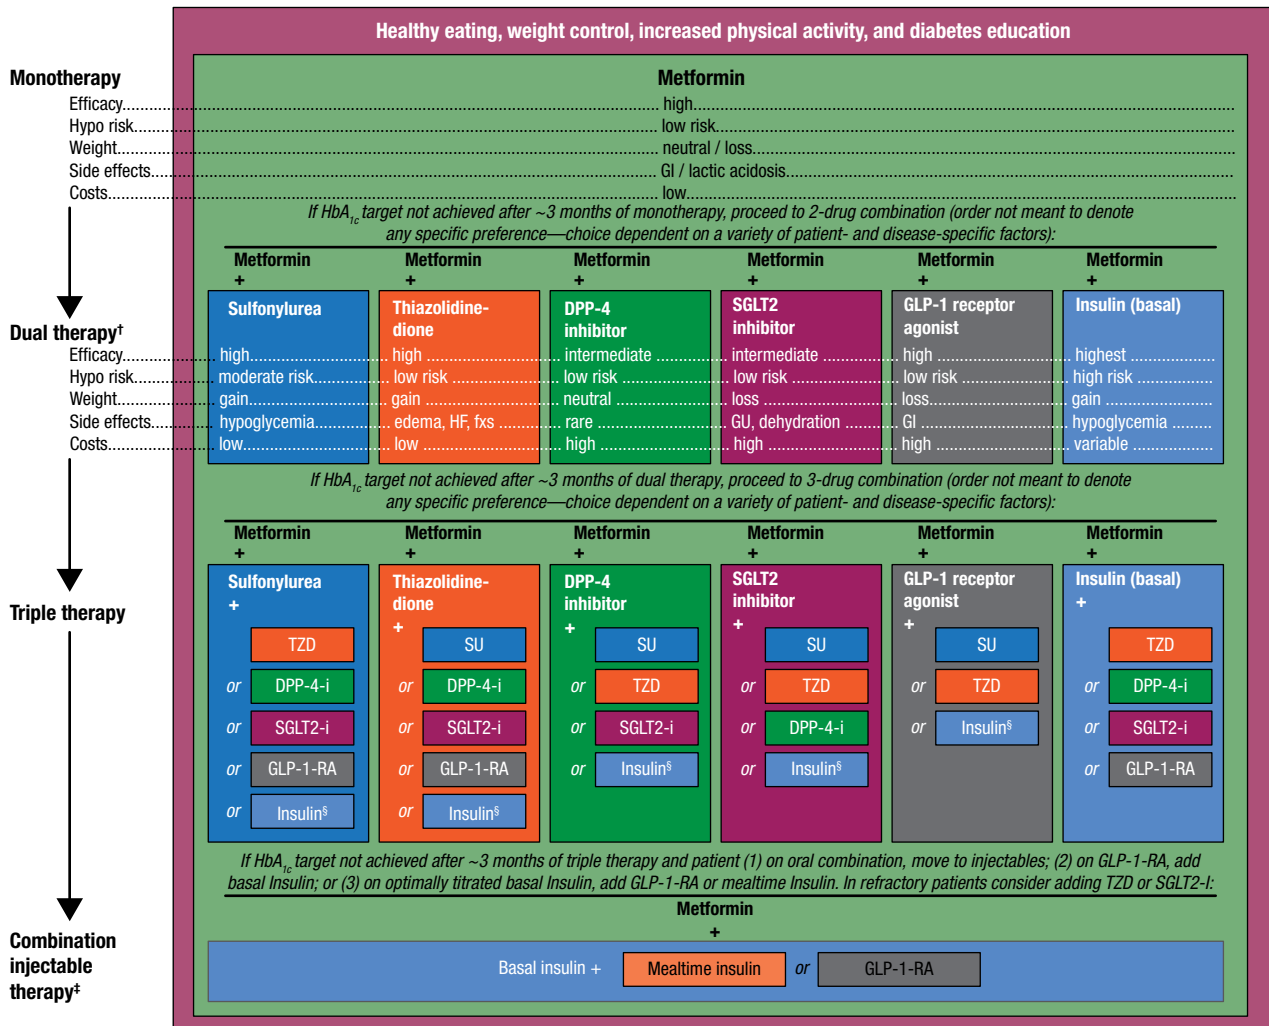 Healthy eating, weight control, increased physical activity, and diabetes education
Monotherapy Metformin
Efficacy high
Hypo risk low risk
Weight neutral / loss
Side effects GI / lactic acidosis
Costs low
If HbA1c target not achieved after ~3 months of monotherapy, proceed to 2-drug combination (order not meant to denote
any specific preference—choice dependent on a variety of patient- and disease-specific factors):
Metformin Metformin Metformin Metformin Metformin Metformin
+ + + + + +
Sulfonylurea Thiazolidine- DPP-4 SGLT2 GLP-1 receptor Insulin (basal)
dione inhibitor inhibitor agonist
Dual therapy†
Efficacy high high intermediate intermediate high highest
Hypo risk moderate risk low risk low risk low risk low risk high risk
Weight gain gain neutral loss loss gain
Side effects hypoglycemia edema, HF, fxs rare GU, dehydration GI hypoglycemia
Costs low low high high high variable
If HbA1c target not achieved after ~3 months of dual therapy, proceed to 3-drug combination (order not meant to denote
any specific preference—choice dependent on a variety of patient- and disease-specific factors):
Metformin Metformin Metformin Metformin Metformin Metformin
+ + + + + +
Sulfonylurea Thiazolidine- DPP-4 SGLT2 GLP-1 receptor Insulin (basal)
+ dione inhibitor inhibitor agonist +
Triple therapy
+ + + +
TZD SU SU SU SU TZD
or DPP-4-i or DPP-4-i or TZD or TZD or TZD or DPP-4-i
or SGLT2-i or SGLT2-i or SGLT2-i or DPP-4-i or Insulin§ or SGLT2-i
or GLP-1-RA or GLP-1-RA or Insulin§ or Insulin§ or GLP-1-RA
or Insulin§ or Insulin§
If HbA1c target not achieved after ~3 months of triple therapy and patient (1) on oral combination, move to injectables; (2) on GLP-1-RA, add
basal Insulin; or (3) on optimally titrated basal Insulin, add GLP-1-RA or mealtime Insulin. In refractory patients consider adding TZD or SGLT2-I:
Metformin
+
Combination
injectable
therapy‡
Basal insulin + Mealtime insulin or GLP-1-RA